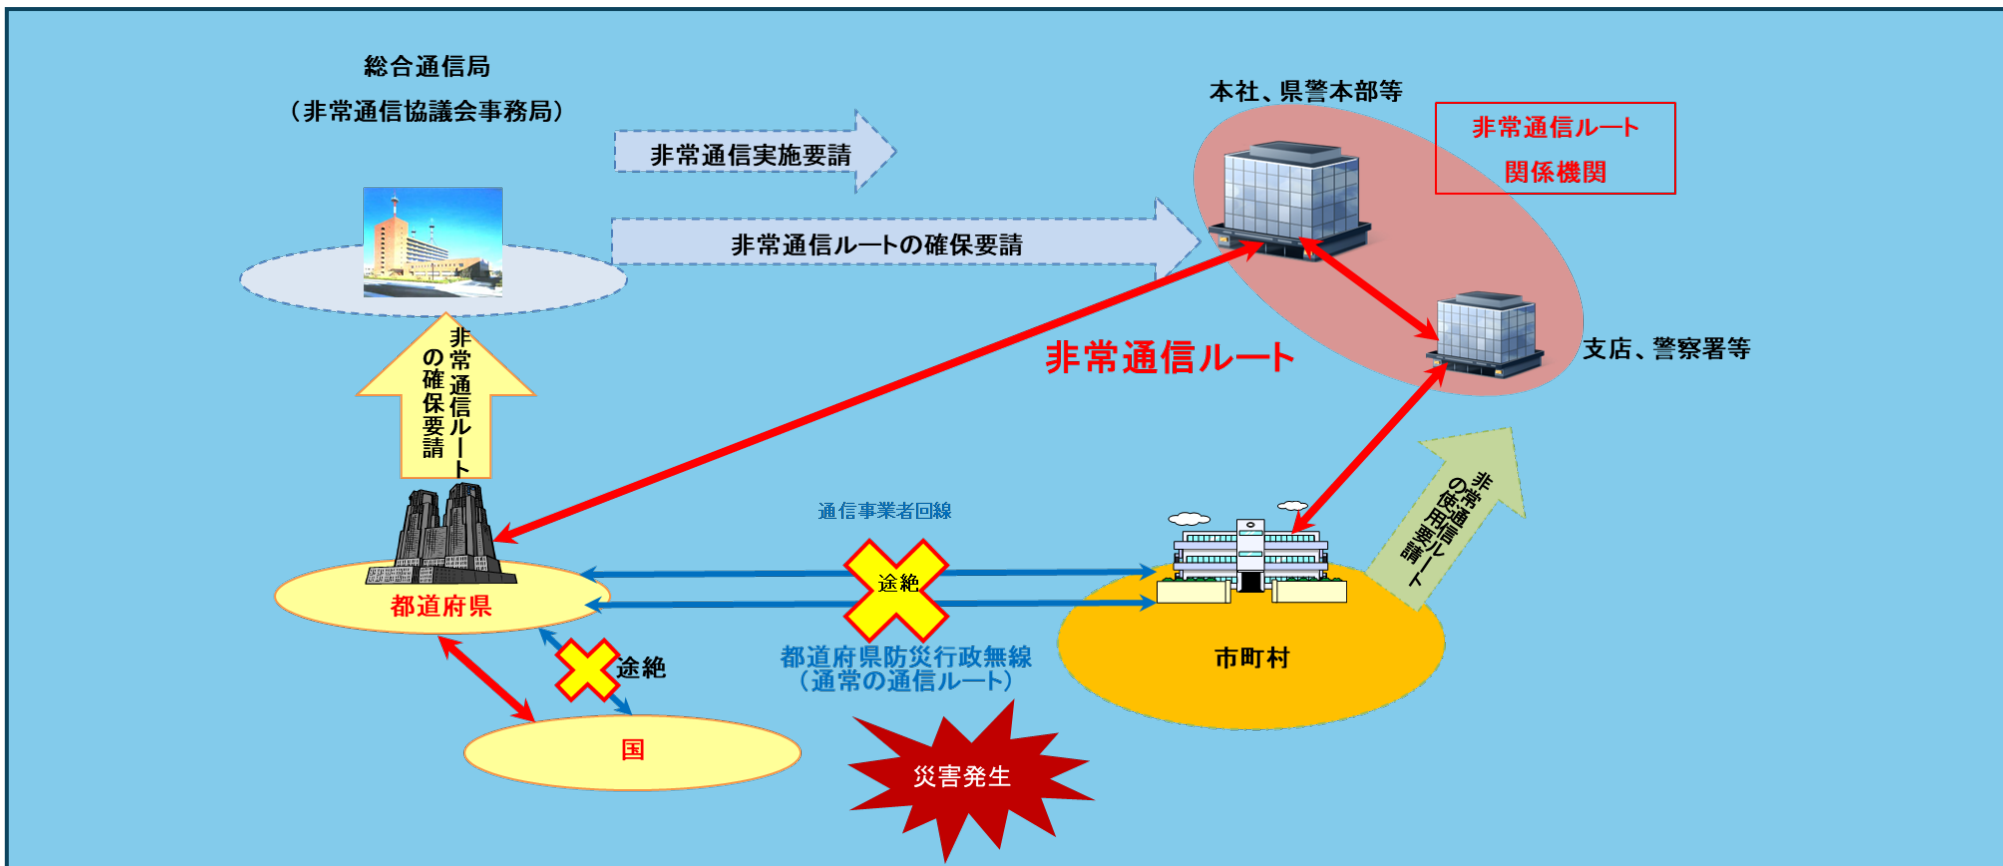 総合通信局
（非常通信協議会事務局）
非常通信実施要請
非常通信ルートの確保要請
本社、県警本部等
非常通信ルート
関係機関
支店、警察署等
非常通信ルート
非常通信ルート
の確保要請
通信事業者回線
途絶
都道府県防災行政無線
（通常の通信ルート）
非常通信ルート
の使用要請
都道府県
途絶
市町村
国
災害発生